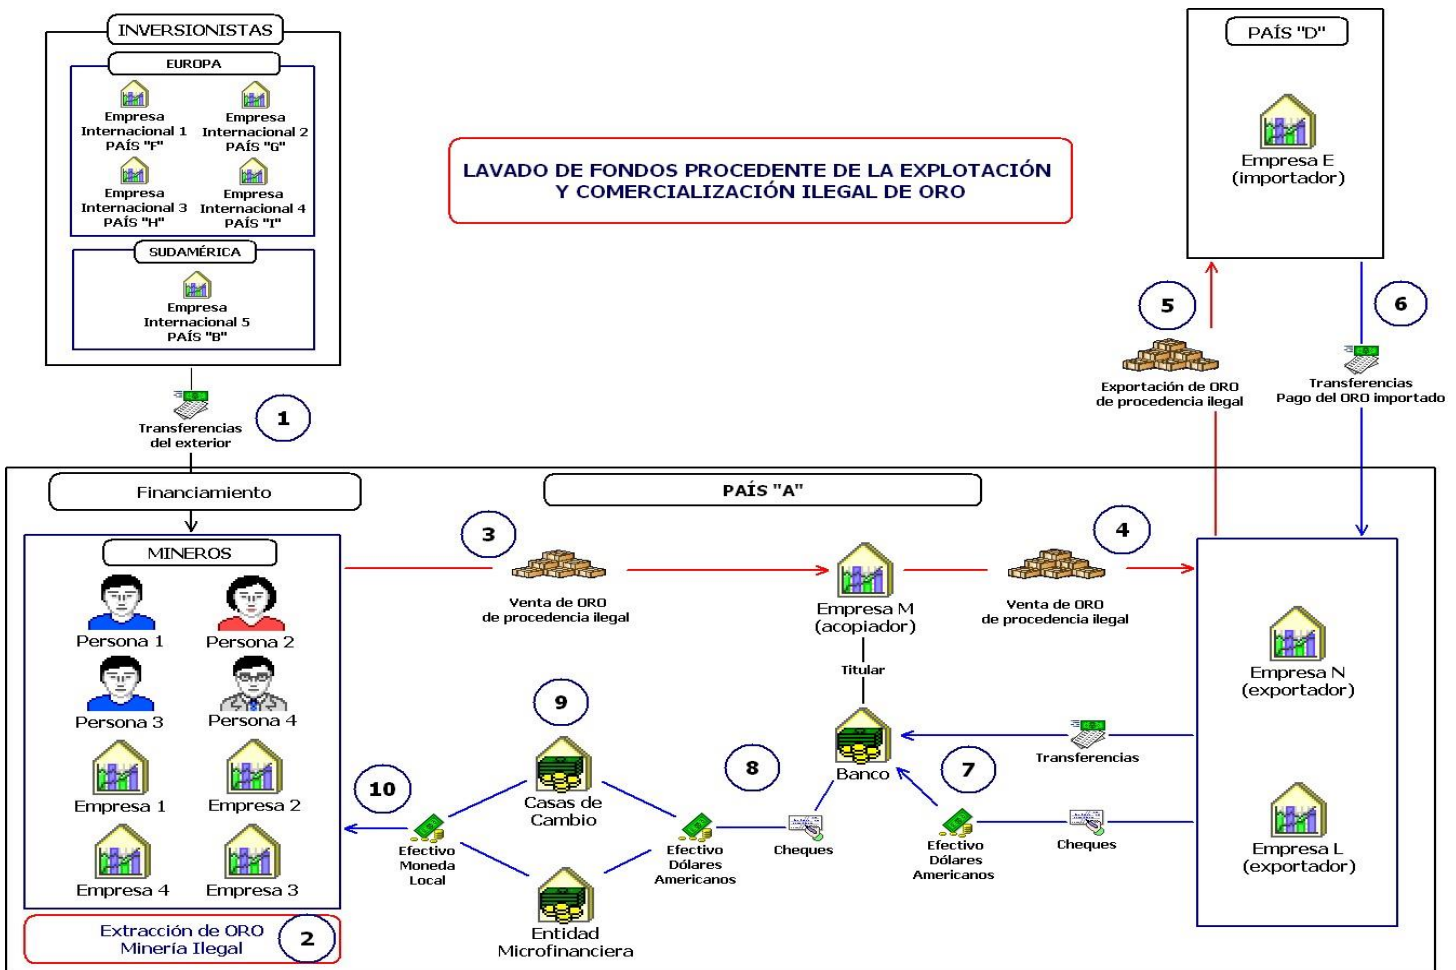 INVERSIONISTAS
EUROPA
Empresa
Internacional 1
PAÍS "F"
Empresa
Internacional 2
PAÍS "G"
Empresa
Internacional 3
PAÍS "H"
Empresa
Internacional 4
PAÍS "I"
SUDAMÉRICA
Empresa
Internacional 5
PAÍS "B"
Transferencias
del exterior
1
LAVADO DE FONDOS PROCEDENTE DE LA EXPLOTACIÓN
Y COMERCIALIZACIÓN ILEGAL DE ORO
PAÍS "D"
Empresa E
(importador)
5
Exportación de ORO
de procedencia ilegal
6
Transferencias
Pago del ORO importado
Financiamiento
PAÍS "A"
MINEROS
Persona 1
Persona 2
Persona 3
Persona 4
Empresa 1
Empresa 2
Empresa 4
Empresa 3
Extracción de ORO
Minería Ilegal
2
3
Venta de ORO
de procedencia ilegal
Empresa M
(acopiador)
4
Venta de ORO
de procedencia ilegal
Titular
Banco
Empresa N
(exportador)
Empresa L
(exportador)
Transferencias
7
Cheques
Efectivo
Dólares
Americanos
8
Cheques
Efectivo
Dólares
Americanos
9
Casas de
Cambio
Entidad
Microfinanciera
10
Efectivo
Moneda
Local